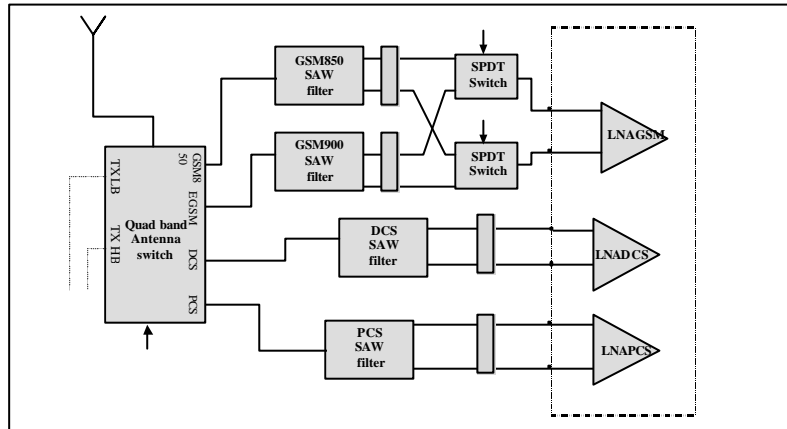 GSM850
SAW
filter
SPDT
Switch
LNAGSM
GSM900
SAW
filter
SPDT
Switch
GSM8
50
TX LB
EGSM
Quad band
Antenna
switch
TX HB
DCS
PCS
DCS
SAW
filter
LNADCS
PCS
SAW
filter
LNAPCS